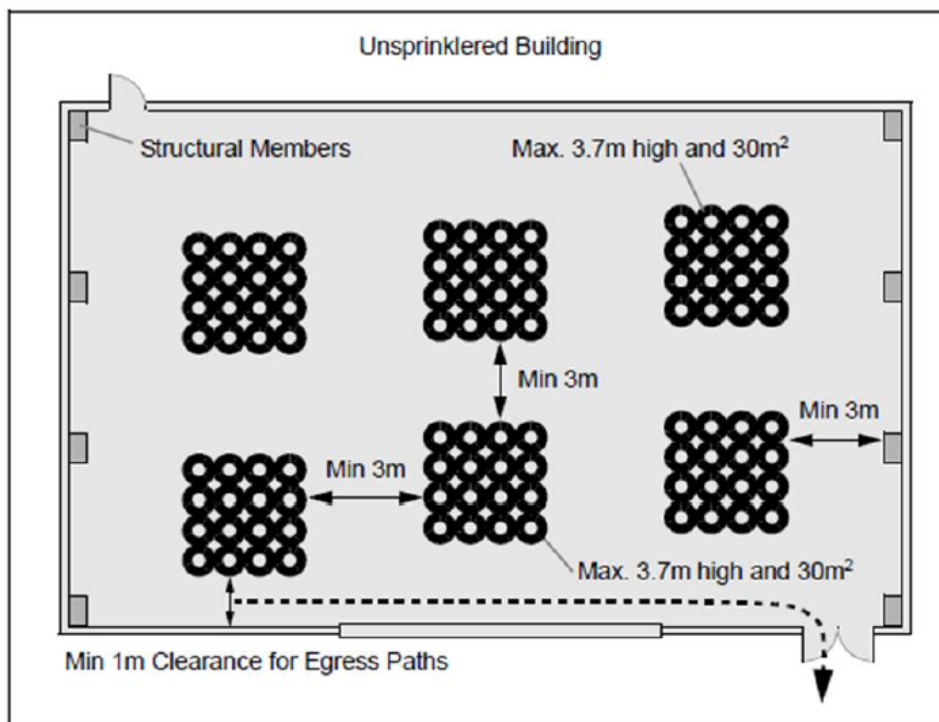 Unsprinklered Building
Structural Members
Max. 3.7m high and 30m²
Min 3m
Min 3m
Min 3m
Max. 3.7m high and 30m²
Min 1m Clearance for Egress Paths